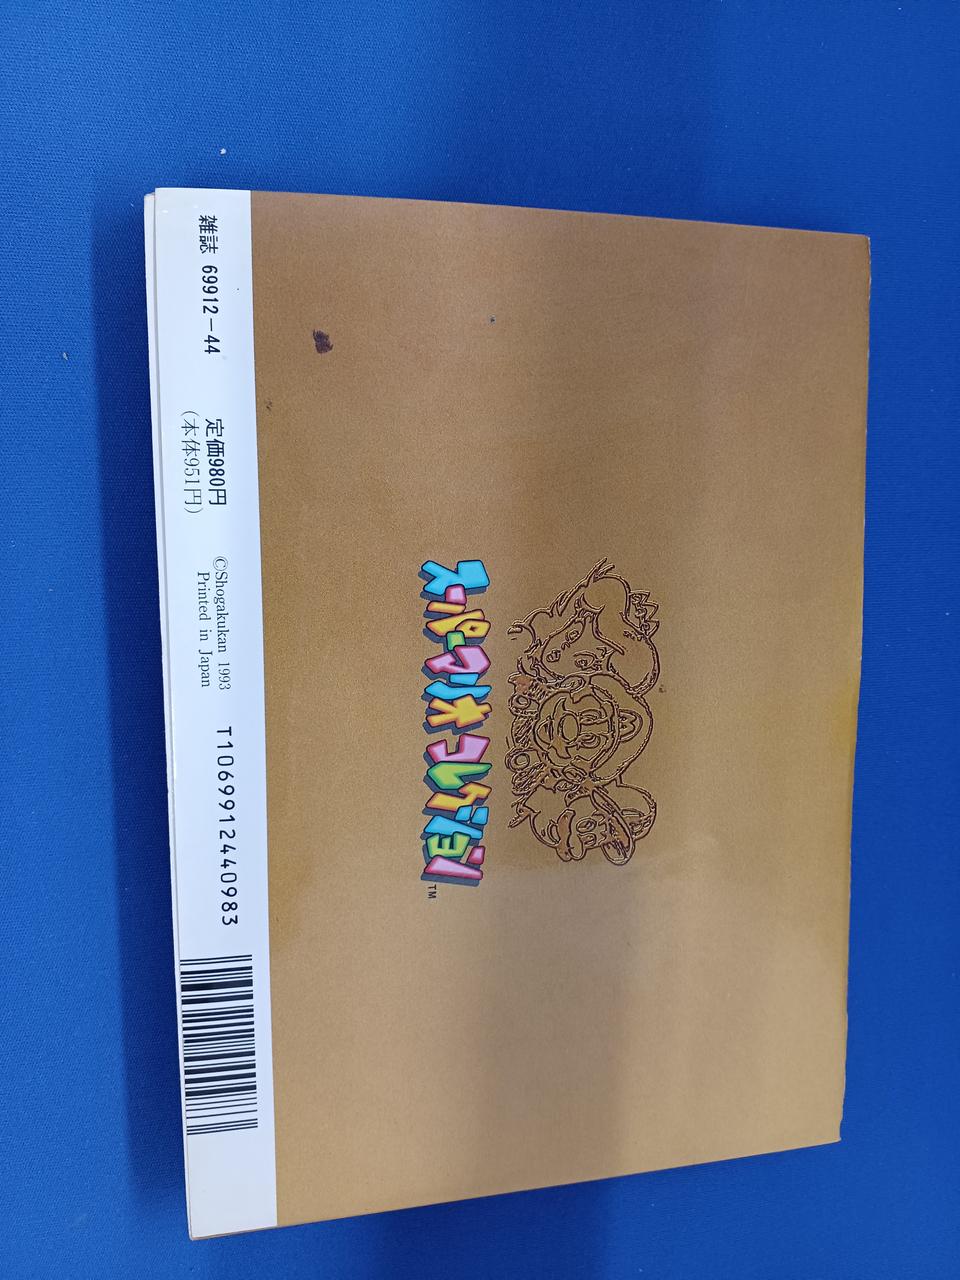 スーパーマリオコレクション
TM
雑誌 69912-44
定価980円
(本体951円)
©Shogakukan 1993
Printed in Japan
T1069912440983